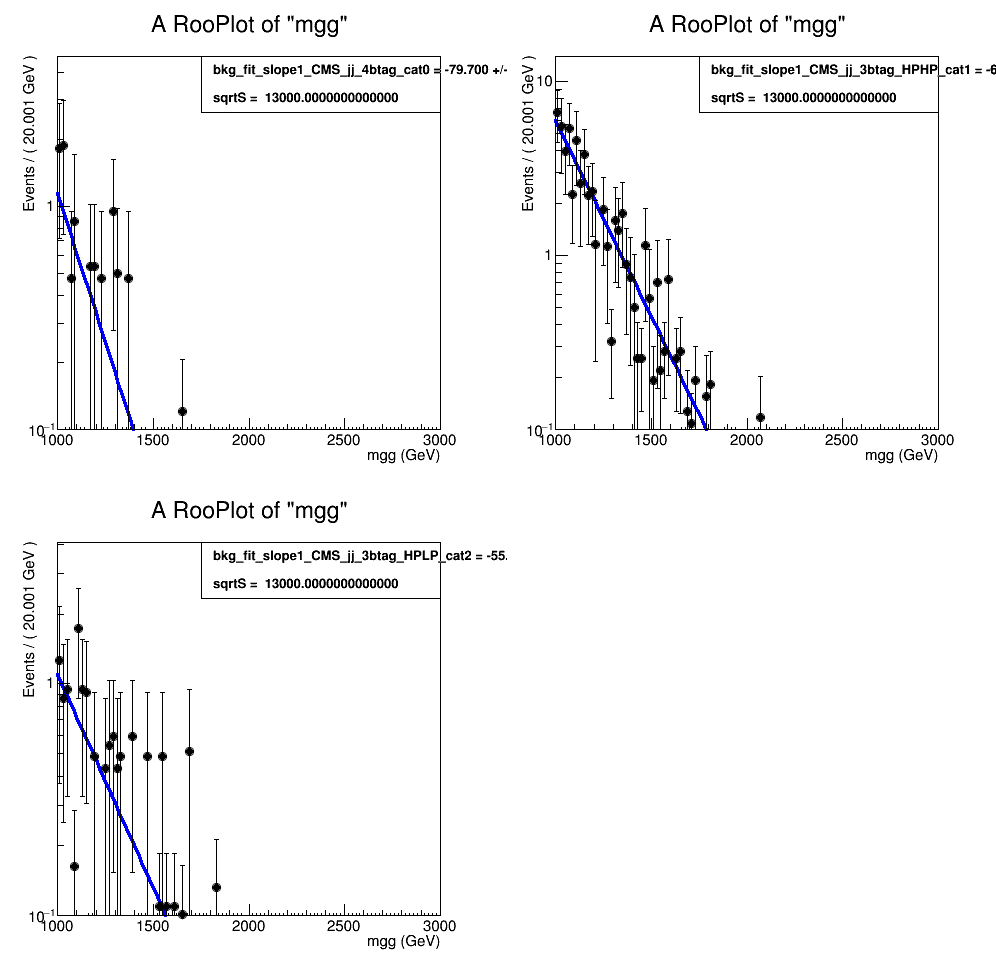 A RooPlot of "mgg"
bkg_fit_slope1_CMS_jj_4btag_cat0 = -79.700 +/-
sqrtS = 13000.0000000000000
Events / ( 20.001 GeV )
1
10⁻¹
1000 1500 2000 2500 3000
mgg (GeV)
A RooPlot of "mgg"
bkg_fit_slope1_CMS_jj_3btag_HPHP_cat1 = -6
sqrtS = 13000.0000000000000
Events / ( 20.001 GeV )
10
1
10⁻¹
1000 1500 2000 2500 3000
mgg (GeV)
A RooPlot of "mgg"
bkg_fit_slope1_CMS_jj_3btag_HPLP_cat2 = -55.
sqrtS = 13000.0000000000000
Events / ( 20.001 GeV )
1
10⁻¹
1000 1500 2000 2500 3000
mgg (GeV)